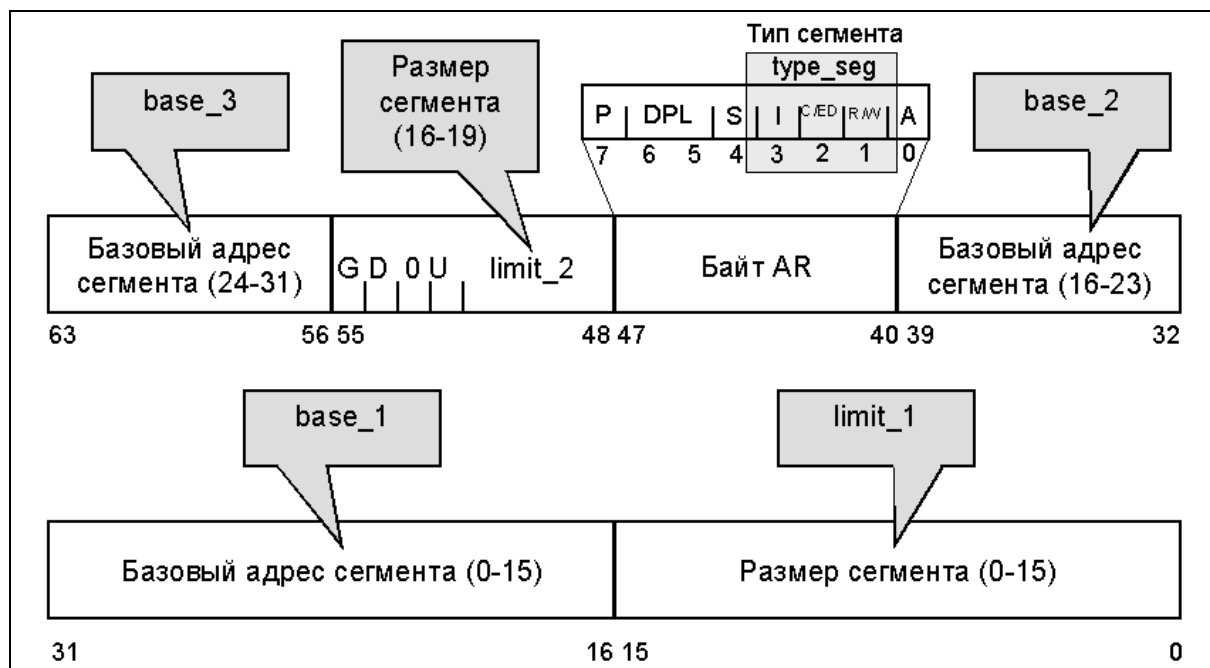 Тип сегмента
type_seg
base_3
Размер
сегмента
(16-19)
base_2
P DPL S I C/ED R/W A
7 6 5 4 3 2 1 0
Базовый адрес
сегмента (24-31)
G D 0 U limit_2
Байт AR
Базовый адрес
сегмента (16-23)
63 56 55 48 47 40 39 32
base_1
limit_1
Базовый адрес сегмента (0-15)
Размер сегмента (0-15)
31 16 15 0